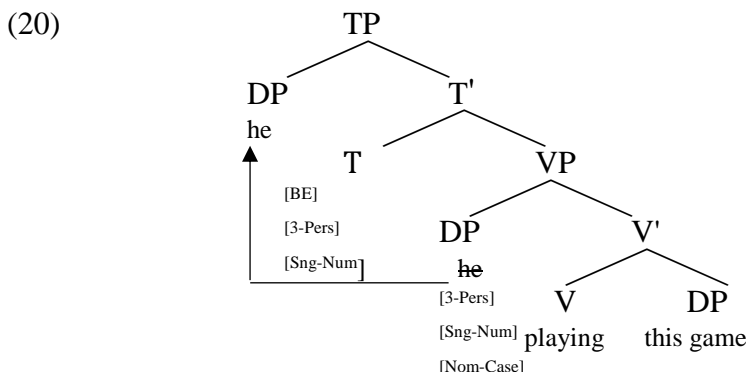 (20) TP
DP T'
he
T VP
[BE]
[3-Pers] DP V'
[Sng-Num] he
[3-Pers] V DP
[Sng-Num] playing this game
[Nom-Case]